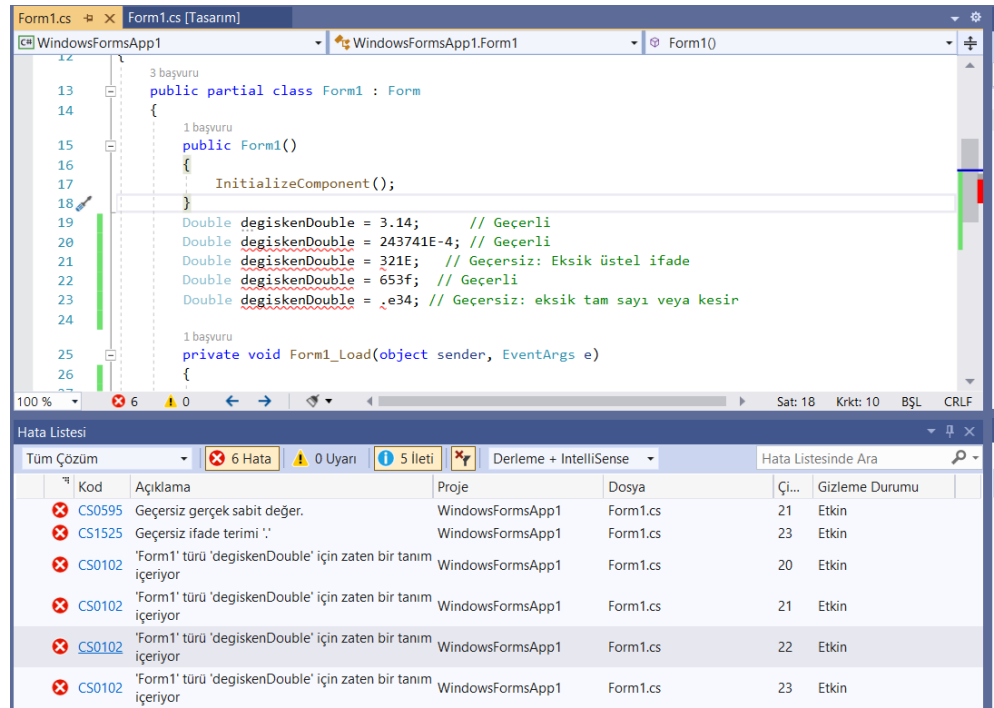 Form1.cs Form1.cs [Tasarım]
WindowsFormsApp1 WindowsFormsApp1.Form1 Form1()
12 {
3 başvuru
13 public partial class Form1 : Form
14 {
1 başvuru
15 public Form1()
16 {
17 InitializeComponent();
18 }
19 Double degiskenDouble = 3.14; // Geçerli
20 Double degiskenDouble = 243741E-4; // Geçerli
21 Double degiskenDouble = 321E; // Geçersiz: Eksik üstel ifade
22 Double degiskenDouble = 653f; // Geçerli
23 Double degiskenDouble = .e34; // Geçersiz: eksik tam sayı veya kesir
24
1 başvuru
25 private void Form1_Load(object sender, EventArgs e)
26 {
27
100 % 6 0 Sat: 18 Krkt: 10 BŞL CRLF
Hata Listesi
Tüm Çözüm 6 Hata 0 Uyarı 5 İleti Derleme + IntelliSense Hata Listesinde Ara
Kod Açıklama Proje Dosya Çi... Gizleme Durumu
CS0595 Geçersiz gerçek sabit değer. WindowsFormsApp1 Form1.cs 21 Etkin
CS1525 Geçersiz ifade terimi '.' WindowsFormsApp1 Form1.cs 23 Etkin
CS0102 'Form1' türü 'degiskenDouble' için zaten bir tanım WindowsFormsApp1 Form1.cs 20 Etkin
içeriyor
CS0102 'Form1' türü 'degiskenDouble' için zaten bir tanım WindowsFormsApp1 Form1.cs 21 Etkin
içeriyor
CS0102 'Form1' türü 'degiskenDouble' için zaten bir tanım WindowsFormsApp1 Form1.cs 22 Etkin
içeriyor
CS0102 'Form1' türü 'degiskenDouble' için zaten bir tanım WindowsFormsApp1 Form1.cs 23 Etkin
içeriyor